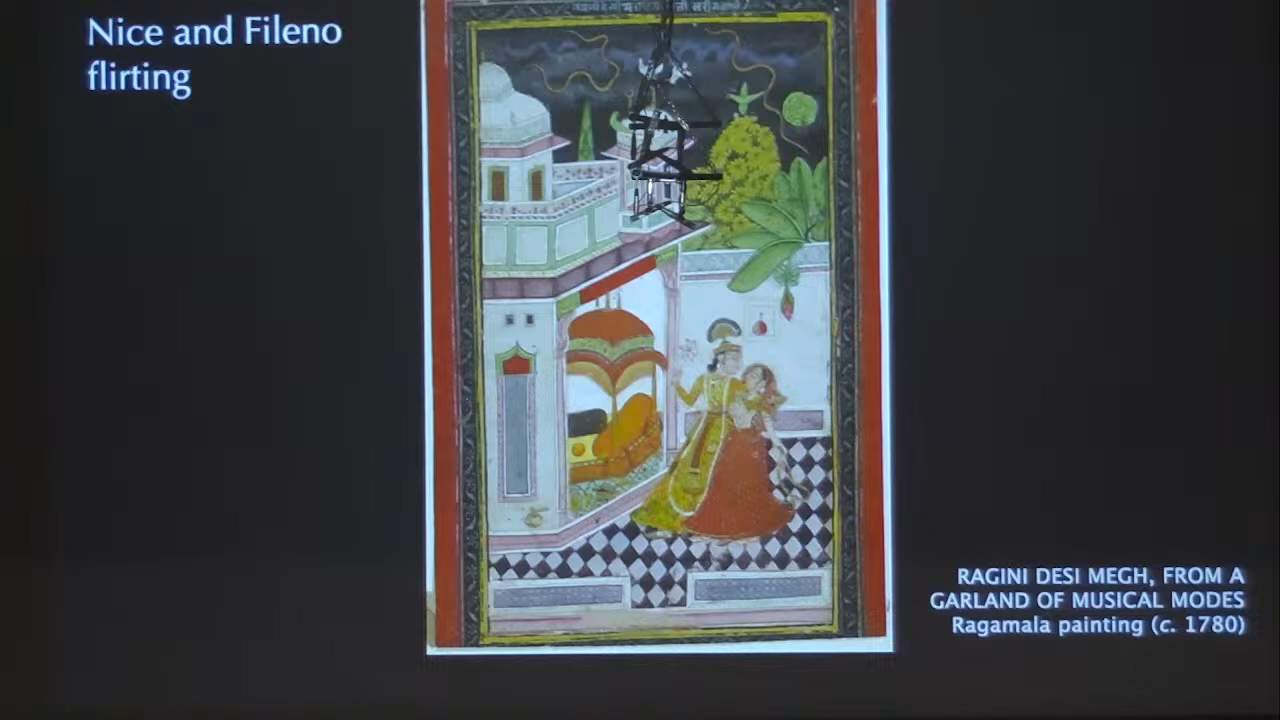 Nice and Fileno
flirting
RAGINI DESI MEGH, FROM A
GARLAND OF MUSICAL MODES
Ragamala painting (c. 1780)